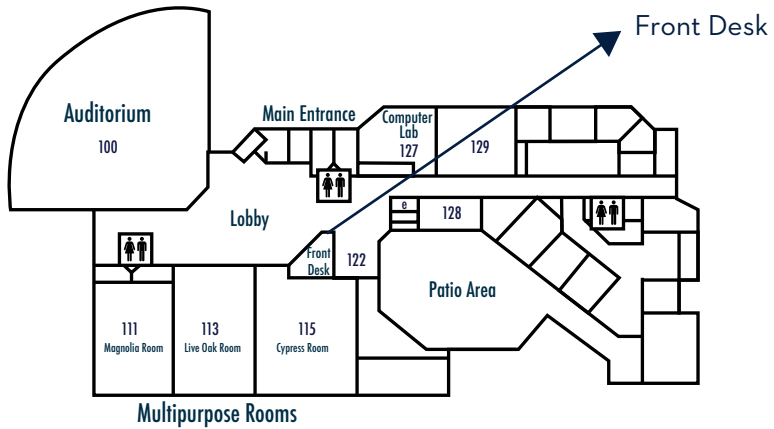 Front Desk
Auditorium
100
Main Entrance
Computer
Lab
127
129
Lobby
e
128
Front
Desk
122
Patio Area
111
Magnolia Room
113
Live Oak Room
115
Cypress Room
Multipurpose Rooms